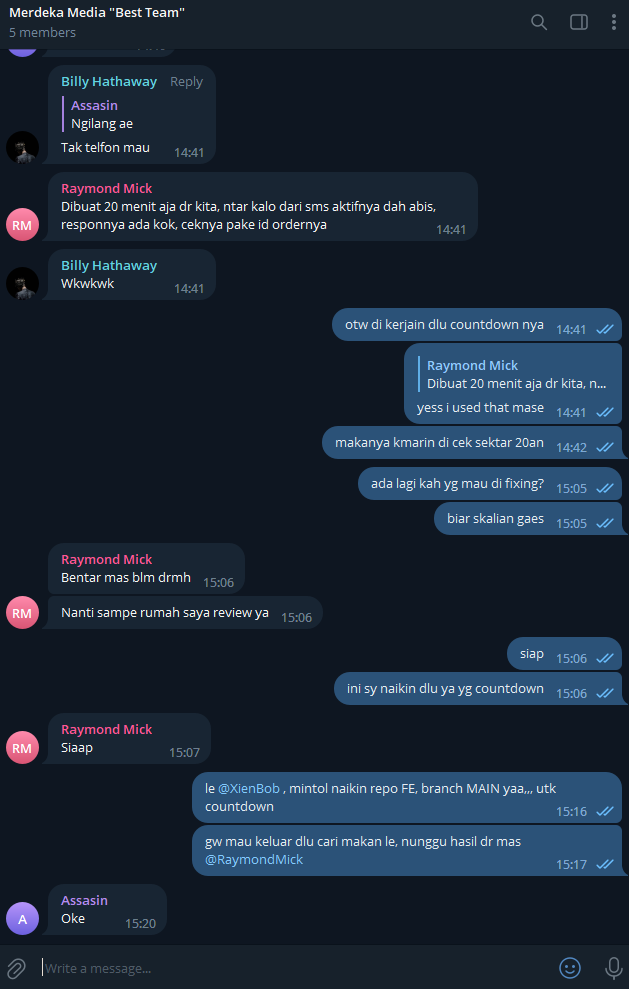 Merdeka Media "Best Team"
5 members
Billy Hathaway Reply
Assasin
Ngilang ae
Tak telfon mau 14:41
Raymond Mick
Dibuat 20 menit aja dr kita, ntar kalo dari sms aktifnya dah abis,
responnya ada kok, ceknya pake id ordernya 14:41
RM
Billy Hathaway
Wkwkwk 14:41
otw di kerjain dlu countdown nya 14:41
Raymond Mick
Dibuat 20 menit aja dr kita, n...
yess i used that mase 14:41
makanya kmarin di cek sektar 20an 14:42
ada lagi kah yg mau di fixing? 15:05
biar skalian gaes 15:05
Raymond Mick
Bentar mas blm drmh 15:06
RM Nanti sampe rumah saya review ya 15:06
siap 15:06
ini sy naikin dlu ya yg countdown 15:06
Raymond Mick
Siaap 15:07
RM
le @XienBob , mintol naikin repo FE, branch MAIN yaa,,, utk
countdown 15:16
gw mau keluar dlu cari makan le, nunggu hasil dr mas
@RaymondMick 15:17
Assasin
A Oke 15:20
Write a message...